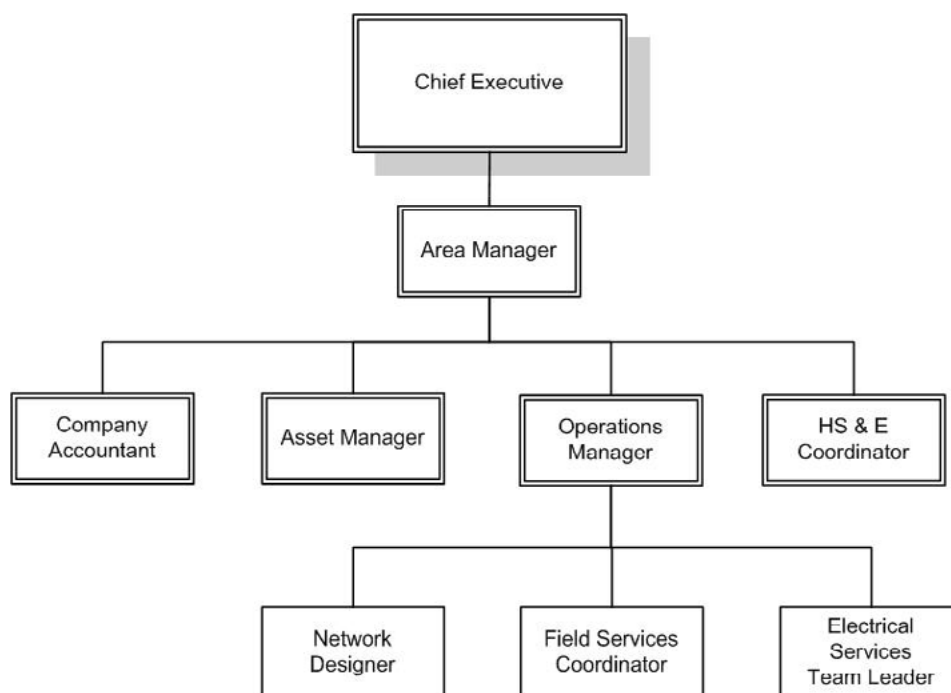 Chief Executive
Area Manager
Company
Accountant
Asset Manager
Operations
Manager
HS & E
Coordinator
Network
Designer
Field Services
Coordinator
Electrical
Services
Team Leader